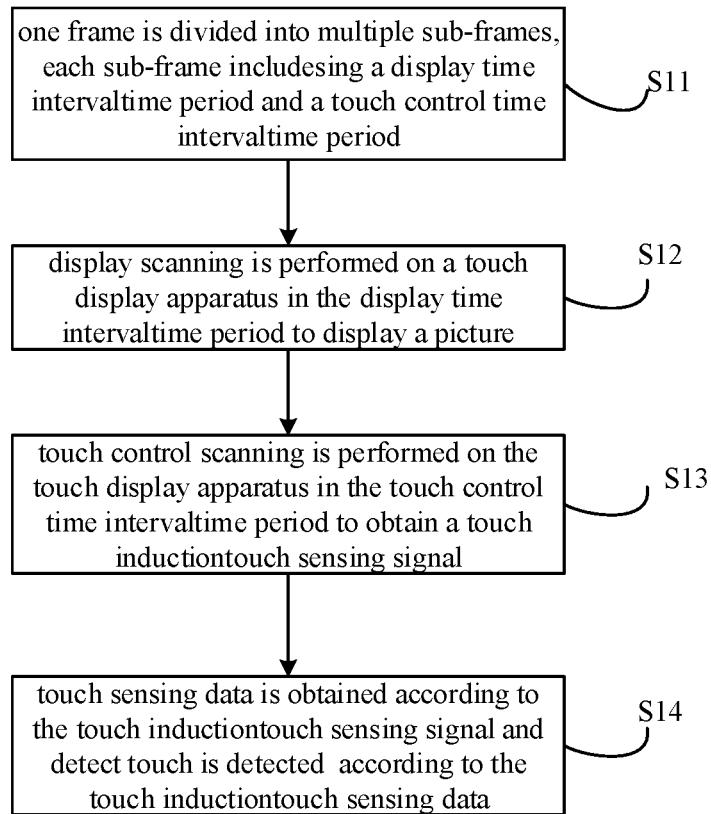 one frame is divided into multiple sub-frames,
each sub-frame includesing a display time
intervaltime period and a touch control time
intervaltime period
S11
display scanning is performed on a touch
display apparatus in the display time
intervaltime period to display a picture
S12
touch control scanning is performed on the
touch display apparatus in the touch control
time intervaltime period to obtain a touch
inductiontouch sensing signal
S13
touch sensing data is obtained according to
the touch inductiontouch sensing signal and
detect touch is detected  according to the
touch inductiontouch sensing data
S14